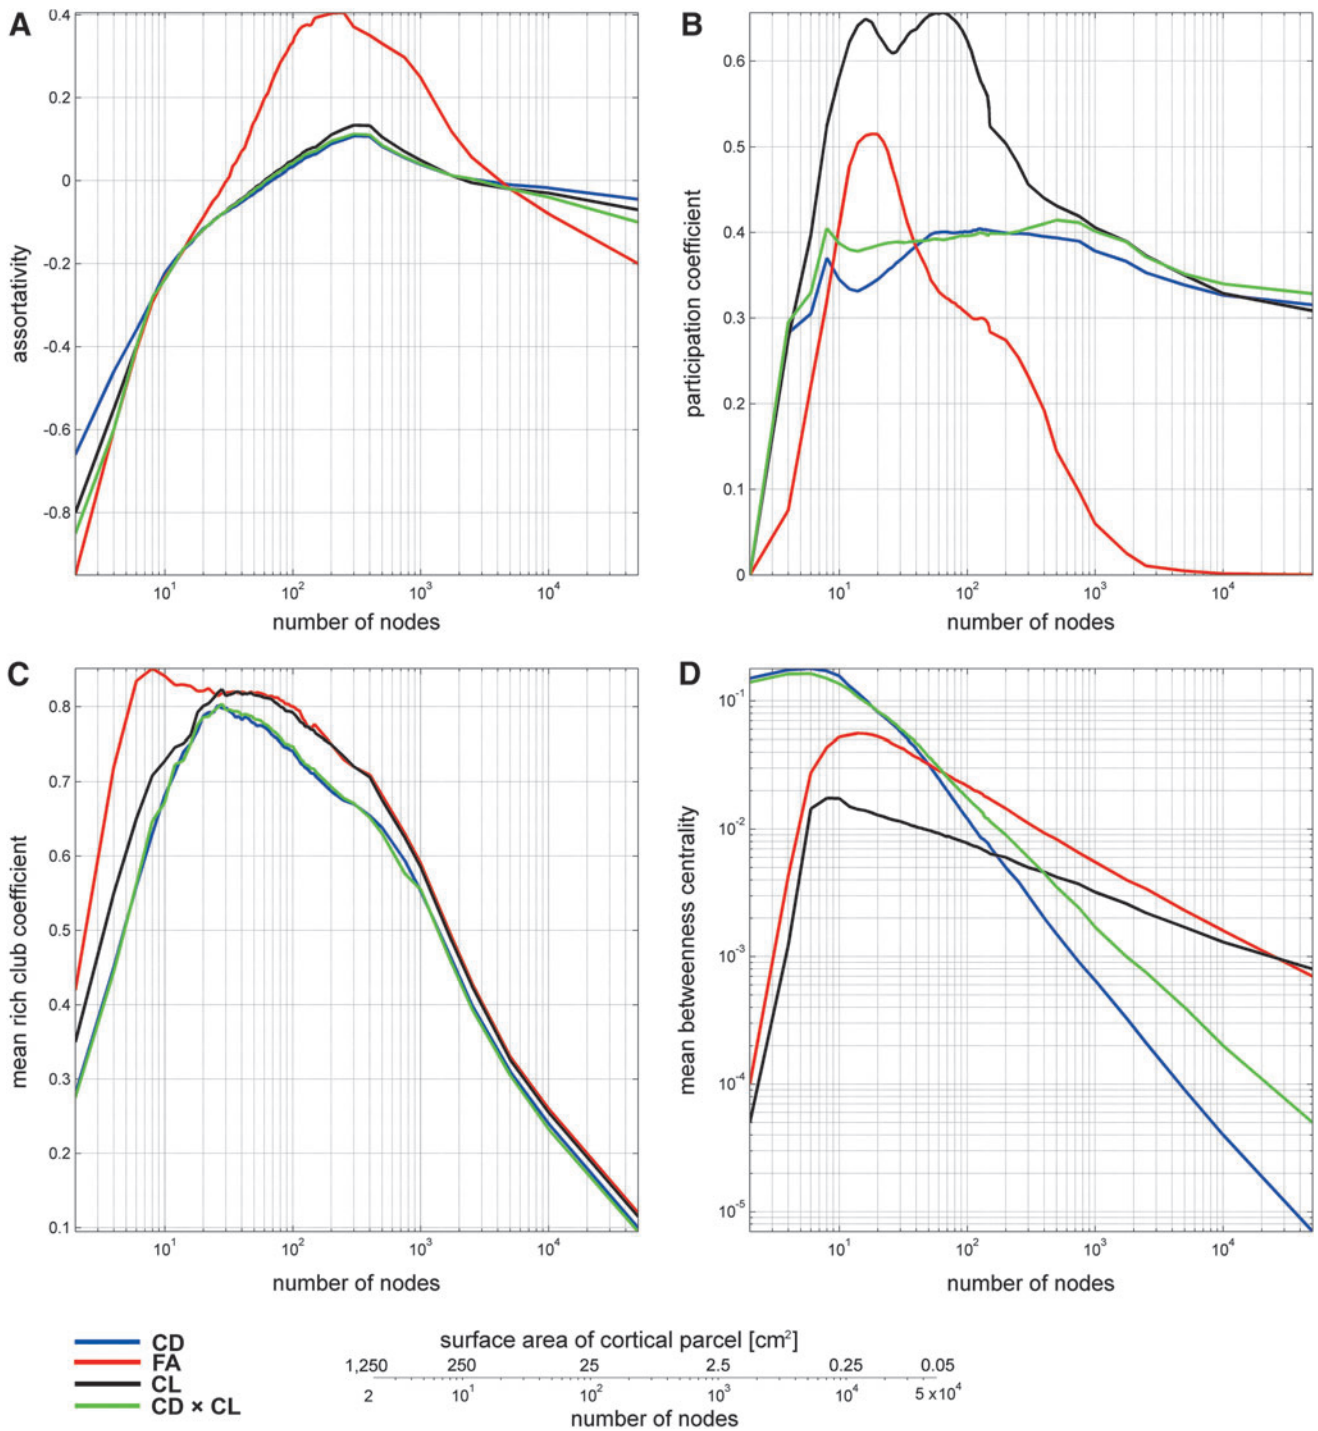 A
0.4
0.2
0
-0.2
-0.4
-0.6
-0.8
assortativity
10^1 10^2 10^3 10^4
number of nodes
B
0.6
0.5
0.4
0.3
0.2
0.1
0
participation coefficient
10^1 10^2 10^3 10^4
number of nodes
C
0.8
0.7
0.6
0.5
0.4
0.3
0.2
0.1
mean rich club coefficient
10^1 10^2 10^3 10^4
number of nodes
D
10^-1
10^-2
10^-3
10^-4
10^-5
mean betweenness centrality
10^1 10^2 10^3 10^4
number of nodes
CD
FA
CL
CD × CL
surface area of cortical parcel [cm²]
1,250 250 25 2.5 0.25 0.05
2 10^1 10^2 10^3 10^4 5×10^4
number of nodes